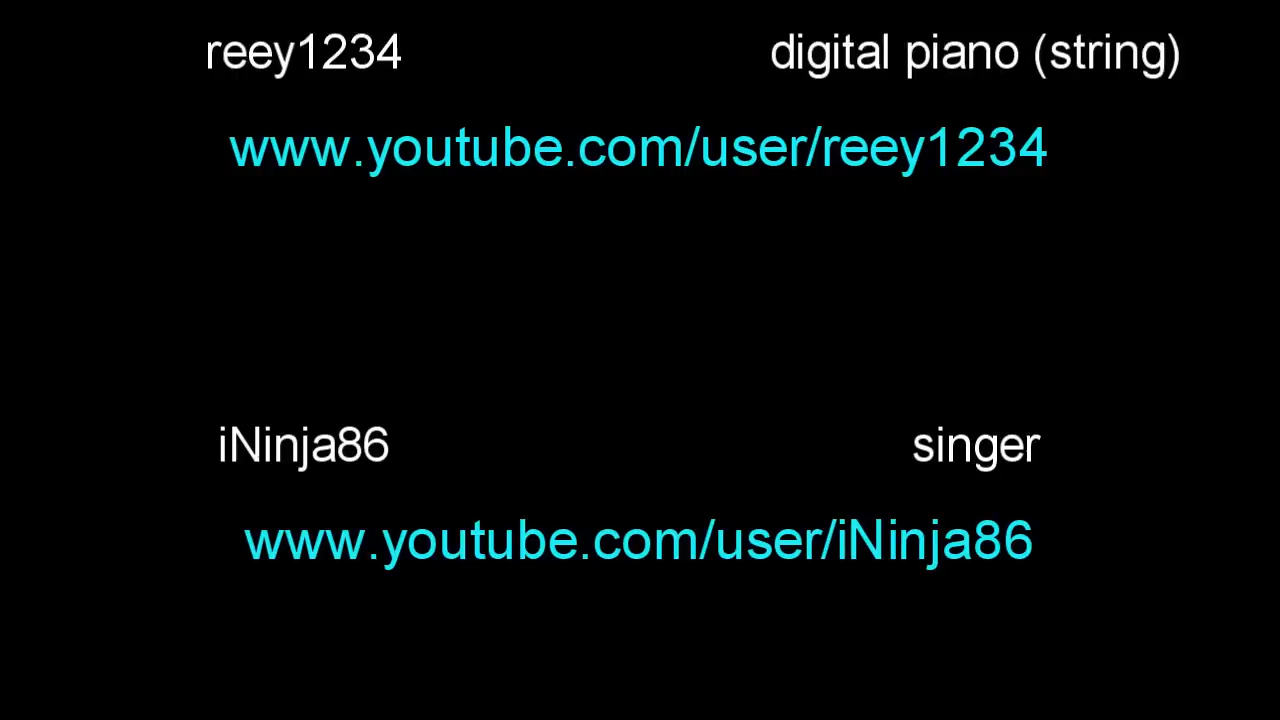 reey1234 digital piano (string)
www.youtube.com/user/reey1234
iNinja86 singer
www.youtube.com/user/iNinja86